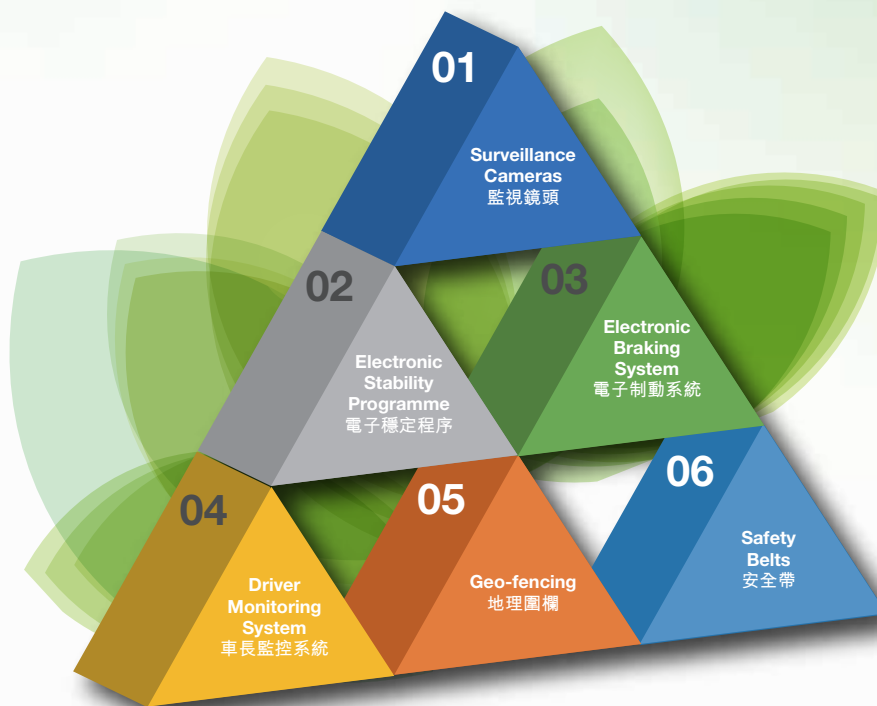 01
Surveillance
Cameras
監視鏡頭
02
Electronic
Stability
Programme
電子穩定程序
03
Electronic
Braking
System
電子制動系統
04
Driver
Monitoring
System
車長監控系統
05
Geo-fencing
地理圍欄
06
Safety
Belts
安全帶